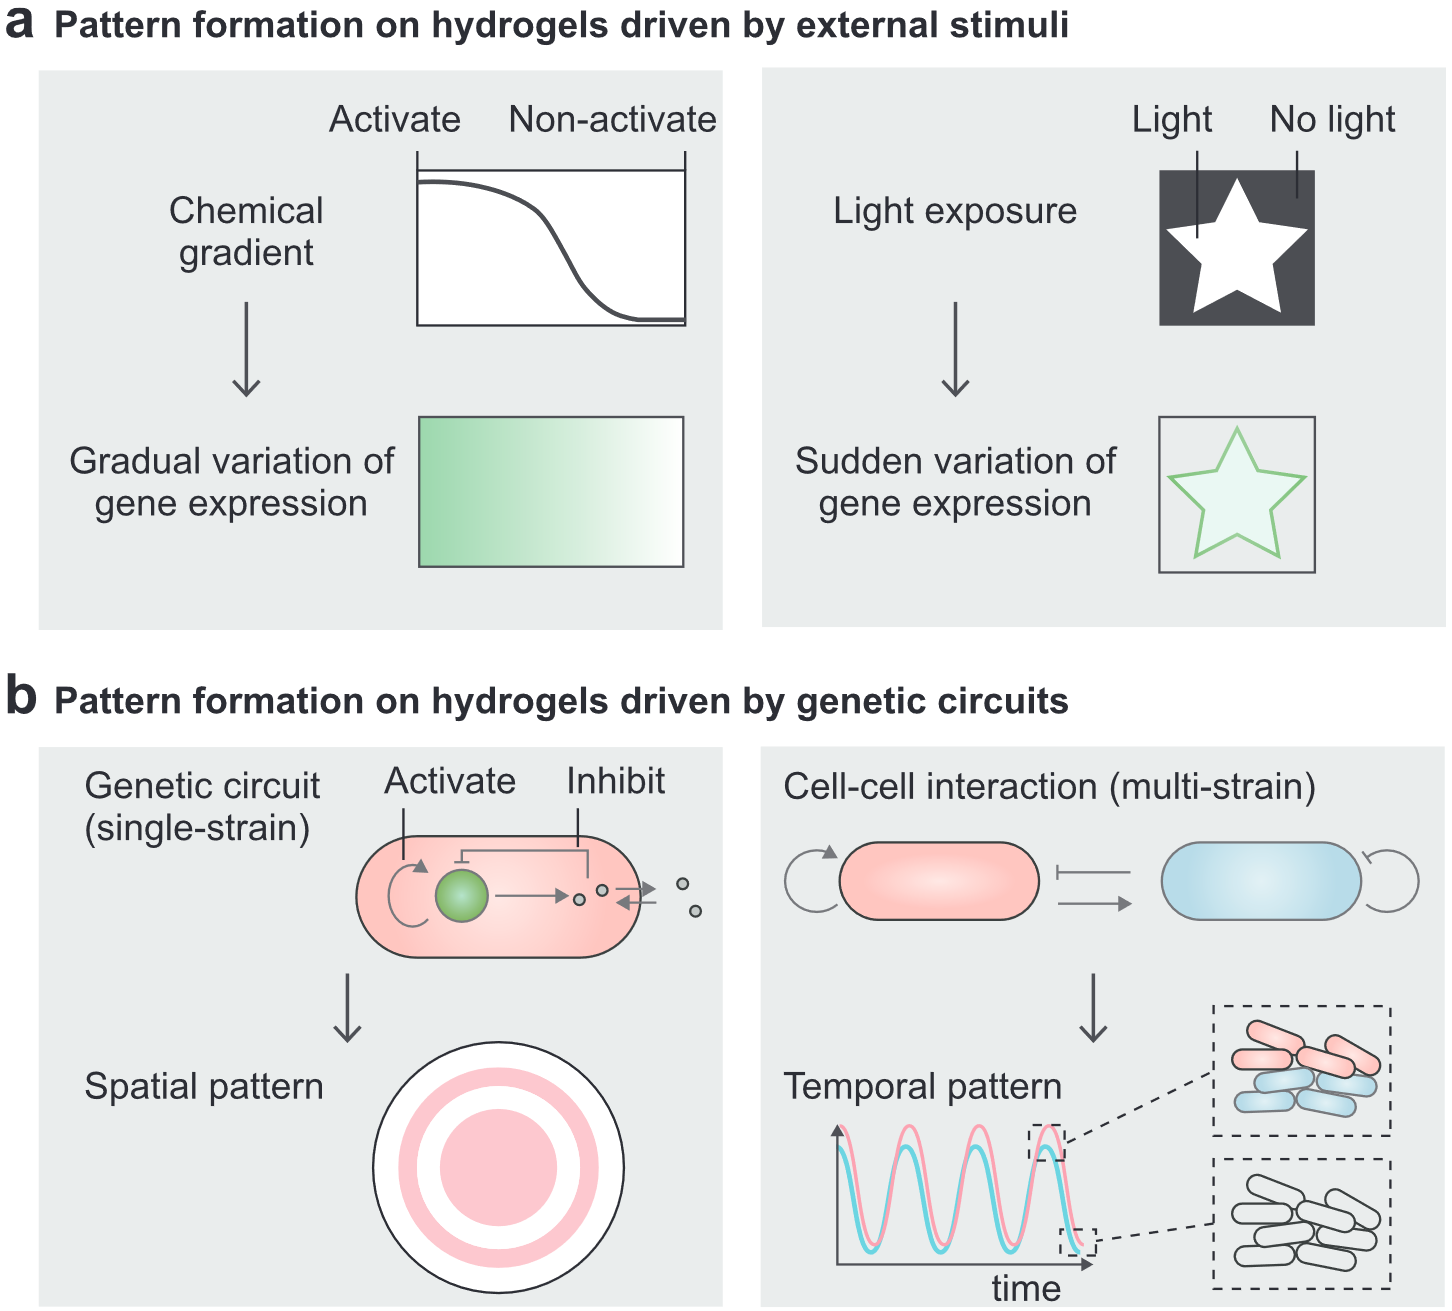 a Pattern formation on hydrogels driven by external stimuli
Activate Non-activate
Chemical
gradient
Gradual variation of
gene expression
Light No light
Light exposure
Sudden variation of
gene expression
b Pattern formation on hydrogels driven by genetic circuits
Genetic circuit
(single-strain)
Activate Inhibit
Spatial pattern
Cell-cell interaction (multi-strain)
Temporal pattern
time